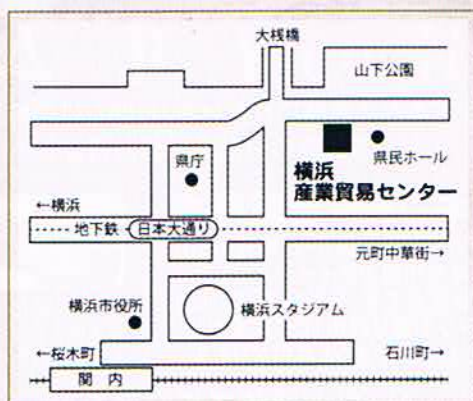 大桟橋
山下公園
県庁
県民ホール
横浜
産業貿易センター
←横浜
地下鉄
日本大通り
元町中華街→
横浜市役所
横浜スタジアム
←桜木町
石川町→
関内